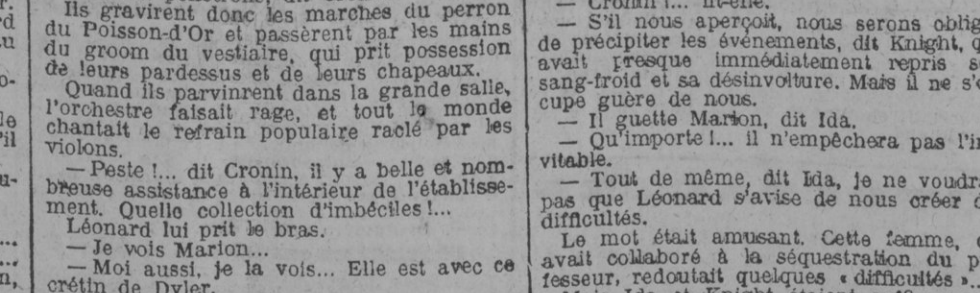 Ils gravirent donc les marches du perron
du Poisson-d'Or et passèrent par les mains
du groom du vestiaire, qui prit possession
de leurs pardessus et de leurs chapeaux.
Quand ils parvinrent dans la grande salle,
l'orchestre faisait rage, et tout le monde
chantait le refrain populaire raclé par les
violons.
— Peste !... dit Cronin, il y a belle et nom-
breuse assistance à l'intérieur de l'établisse-
ment. Quelle collection d'imbéciles !...
Léonard lui prit le bras.
— Je vois Marion...
— Moi aussi, je la vois... Elle est avec ce
crétin de Dyler.
— Cronin !...
— S'il nous aperçoit, nous serons oblig
de précipiter les événements, dit Knight,
avait presque immédiatement repris s
sang-froid et sa désinvolture. Mais il ne s'
cupe guère de nous.
— Il guette Marion, dit Ida.
— Qu'importe !... il n'empêchera pas l'i
vitable.
— Tout de même, dit Ida, je ne voudr
pas que Léonard s'avise de nous créer
difficultés.
Le mot était amusant. Cette femme,
avait collaboré à la séquestration du p
fesseur, redoutait quelques « difficultés ».